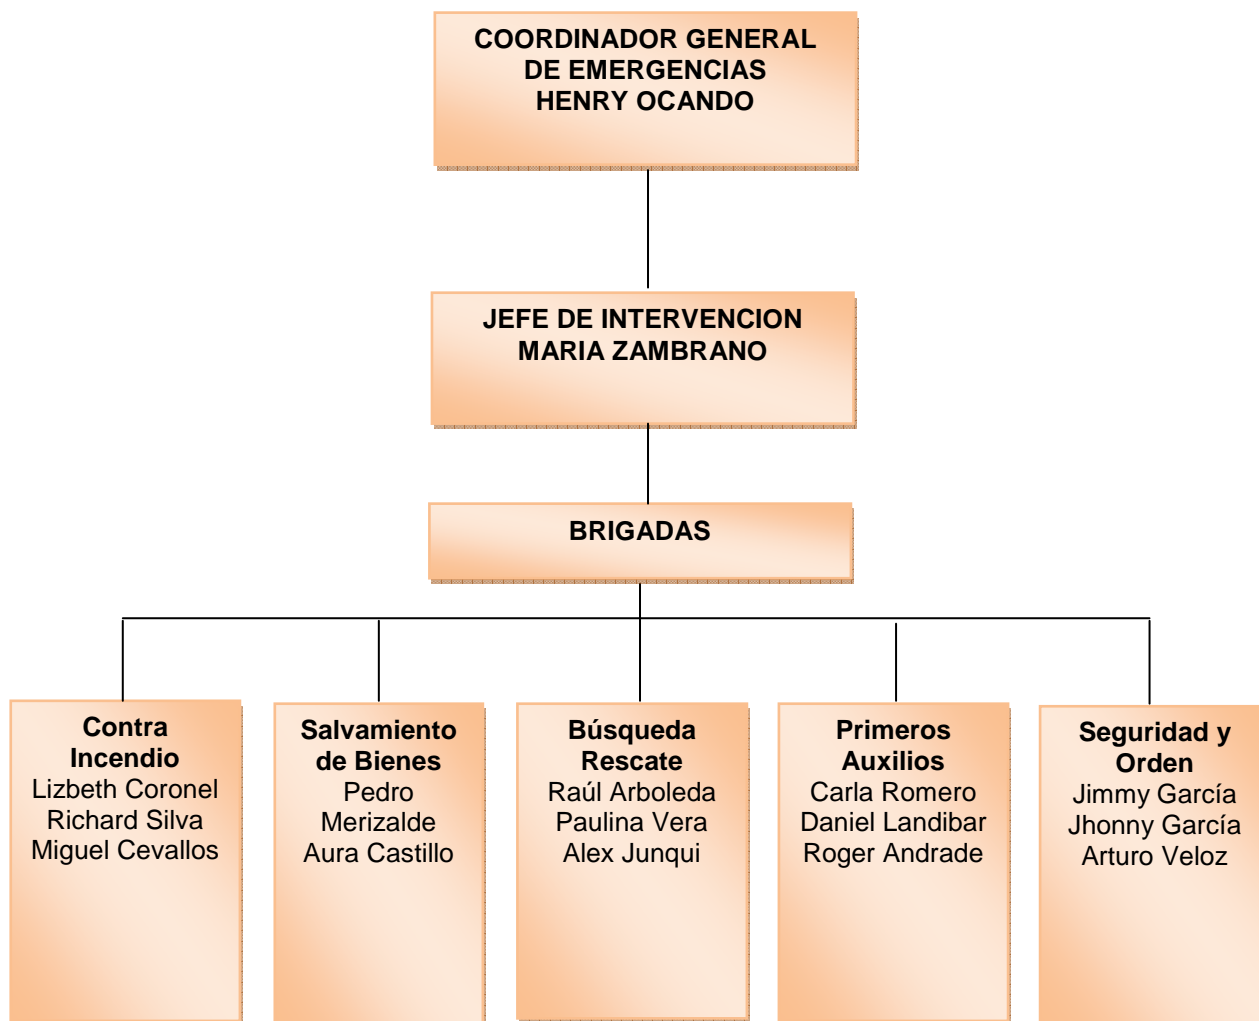 COORDINADOR GENERAL
DE EMERGENCIAS
HENRY OCANDO
JEFE DE INTERVENCION
MARIA ZAMBRANO
BRIGADAS
Contra
Incendio
Lizbeth Coronel
Richard Silva
Miguel Cevallos
Salvamiento
de Bienes
Pedro
Merizalde
Aura Castillo
Búsqueda
Rescate
Raúl Arboleda
Paulina Vera
Alex Junqui
Primeros
Auxilios
Carla Romero
Daniel Landibar
Roger Andrade
Seguridad y
Orden
Jimmy García
Jhonny García
Arturo Veloz